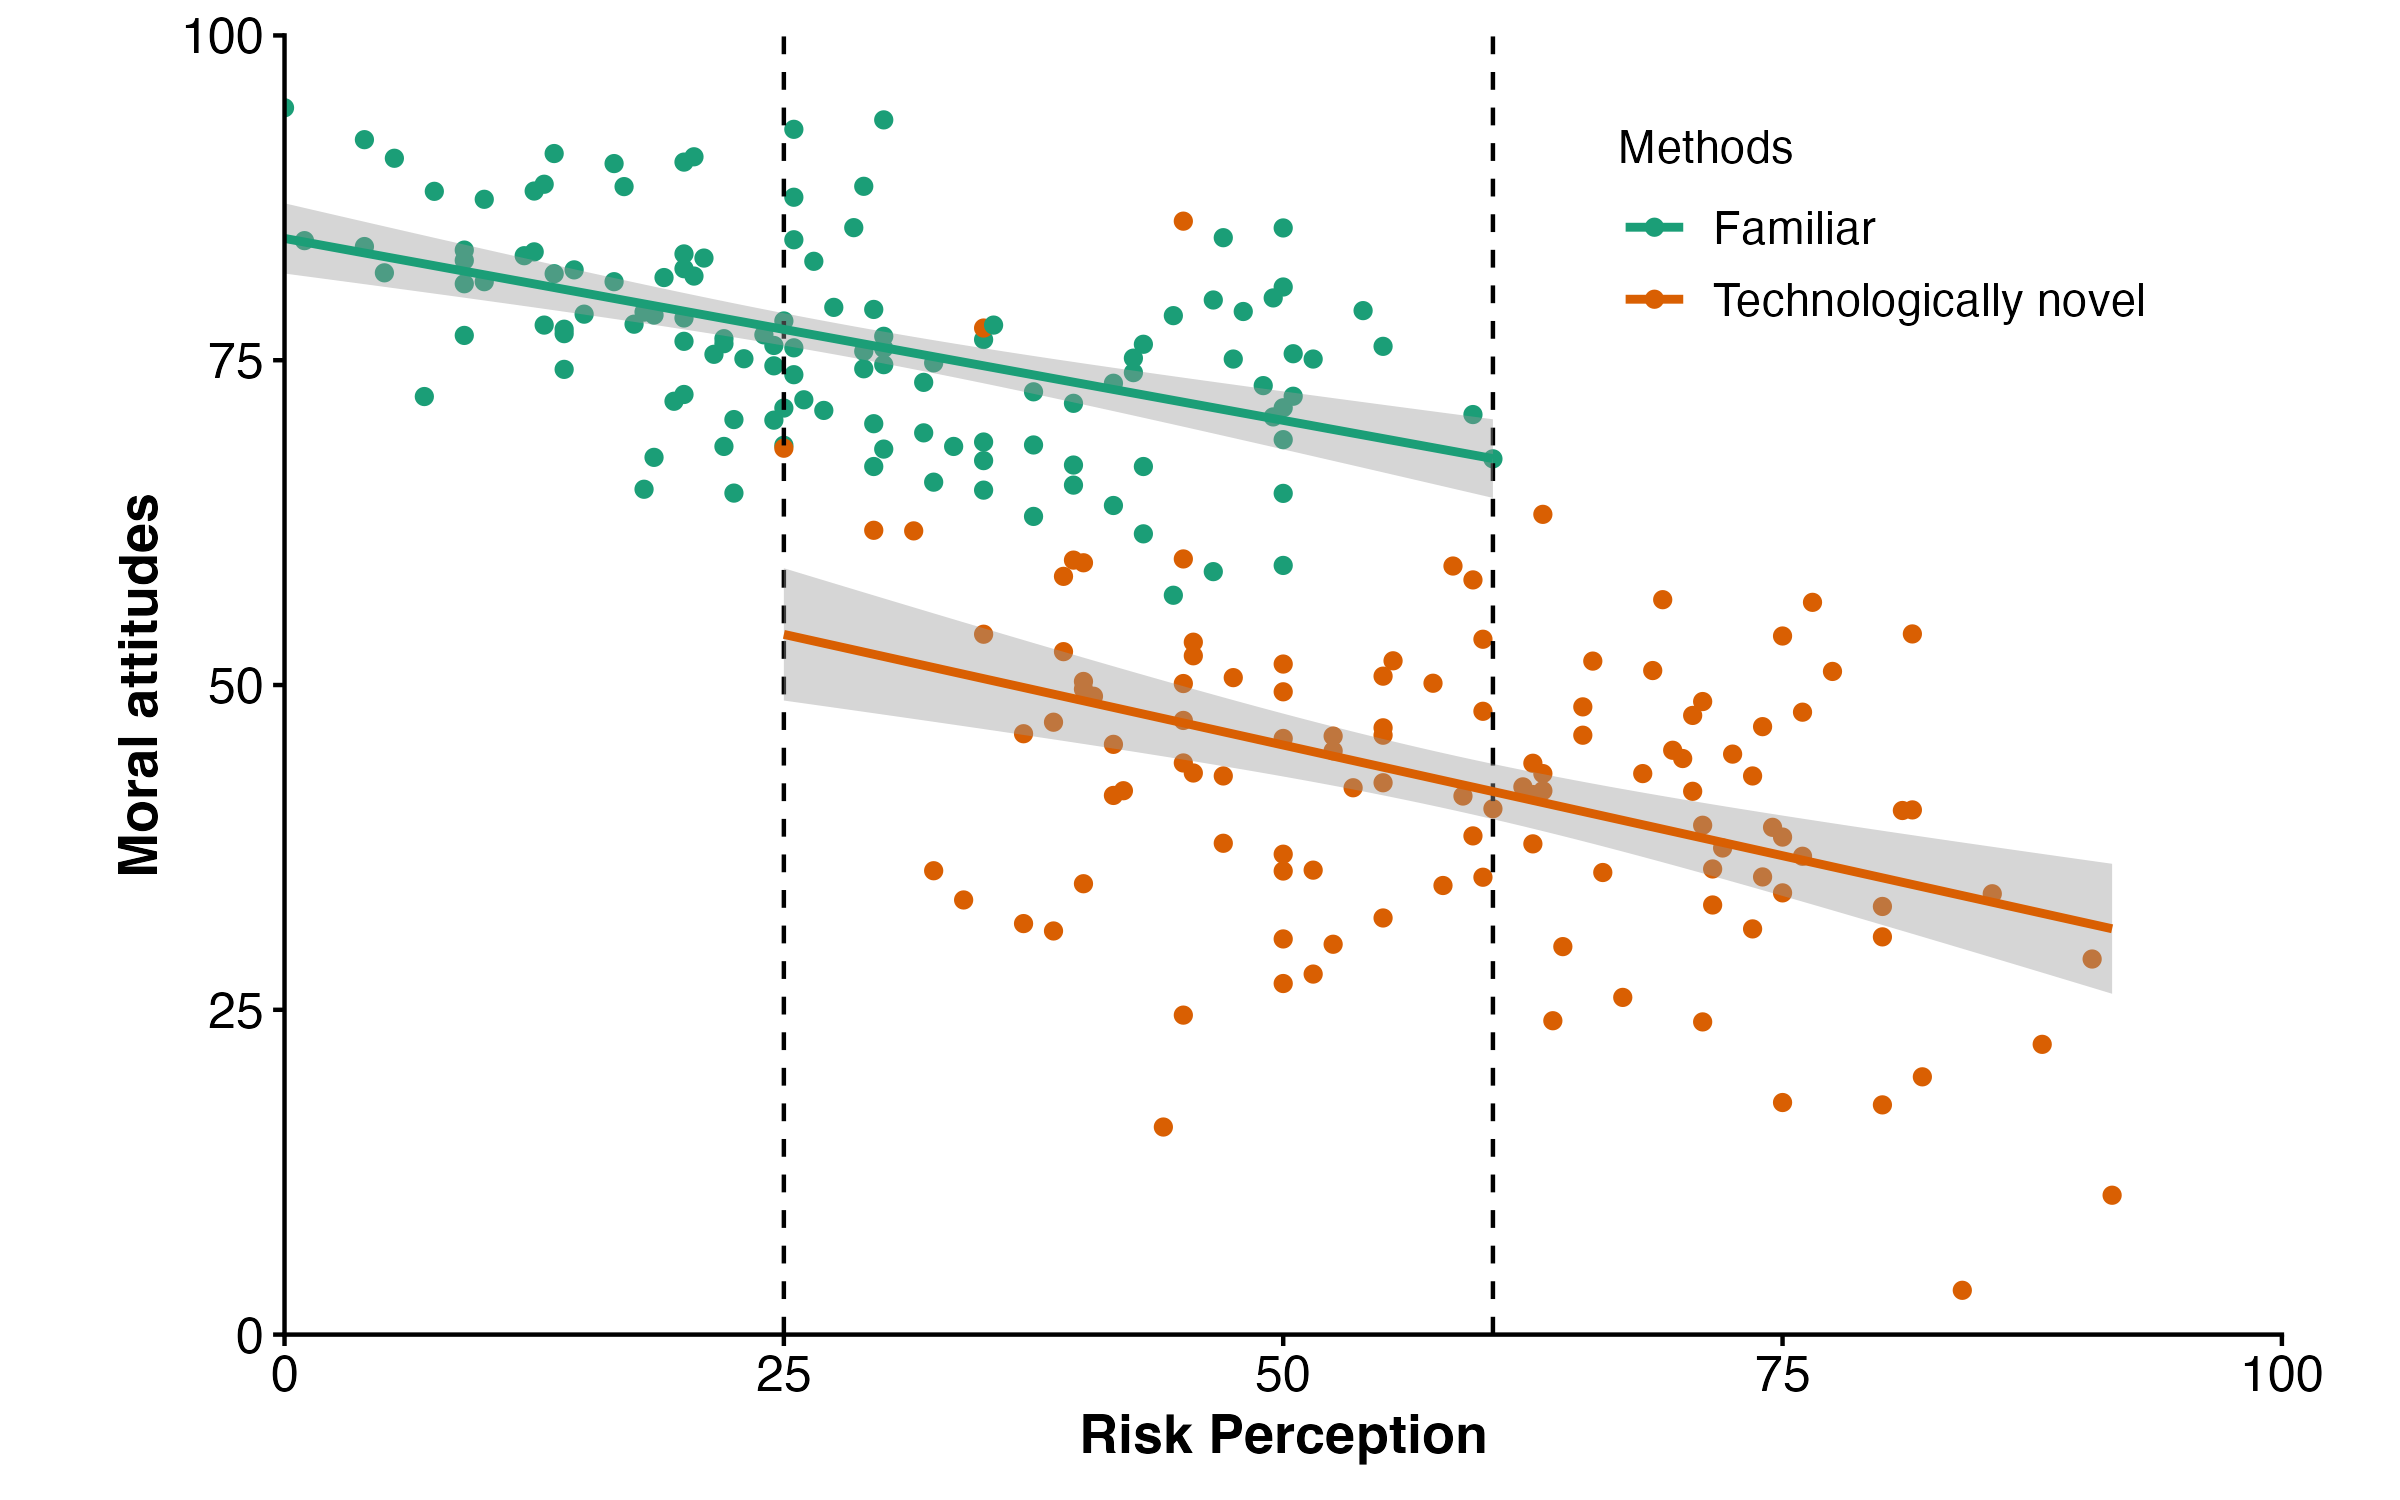 100
75
50
25
0
Moral attitudes
Methods
Familiar
Technologically novel
0 25 50 75 100
Risk Perception